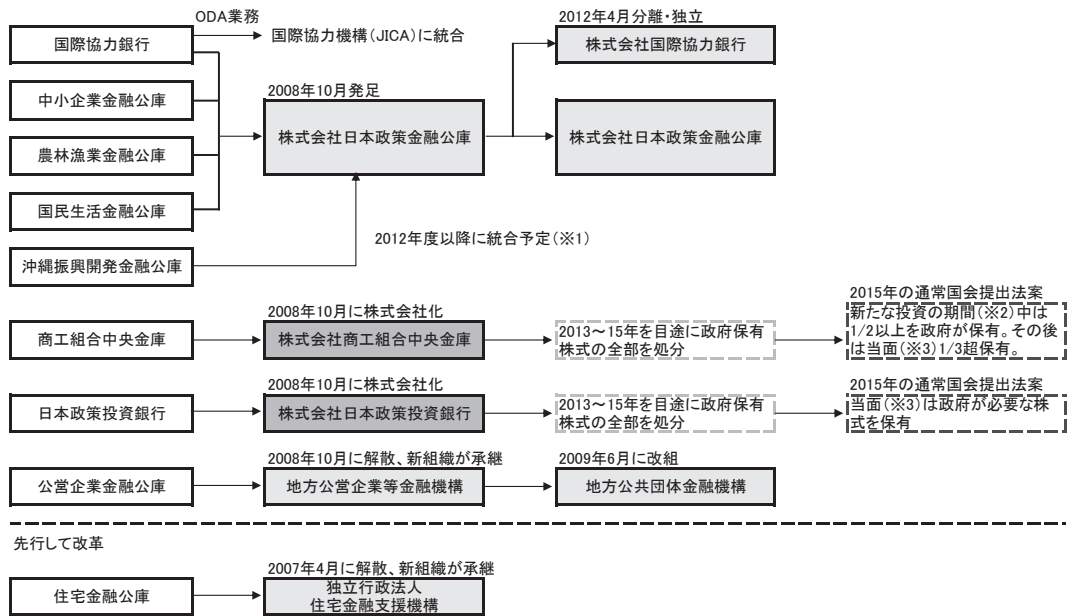 ODA業務
国際協力銀行
国際協力機構(JICA)に統合
2012年4月分離・独立
株式会社国際協力銀行
中小企業金融公庫
2008年10月発足
株式会社日本政策金融公庫
株式会社日本政策金融公庫
農林漁業金融公庫
国民生活金融公庫
2012年度以降に統合予定(※1)
沖縄振興開発金融公庫
商工組合中央金庫
2008年10月に株式会社化
株式会社商工組合中央金庫
2013~15年を目途に政府保有
株式の全部を処分
2015年の通常国会提出法案
新たな投資の期間(※2)中は
1/2以上を政府が保有。その後
は当面(※3)1/3超保有。
日本政策投資銀行
2008年10月に株式会社化
株式会社日本政策投資銀行
2013~15年を目途に政府保有
株式の全部を処分
2015年の通常国会提出法案
当面(※3)は政府が必要な株
式を保有
公営企業金融公庫
2008年10月に解散、新組織が承継
地方公営企業等金融機構
2009年6月に改組
地方公共団体金融機構
先行して改革
住宅金融公庫
2007年4月に解散、新組織が承継
独立行政法人
住宅金融支援機構